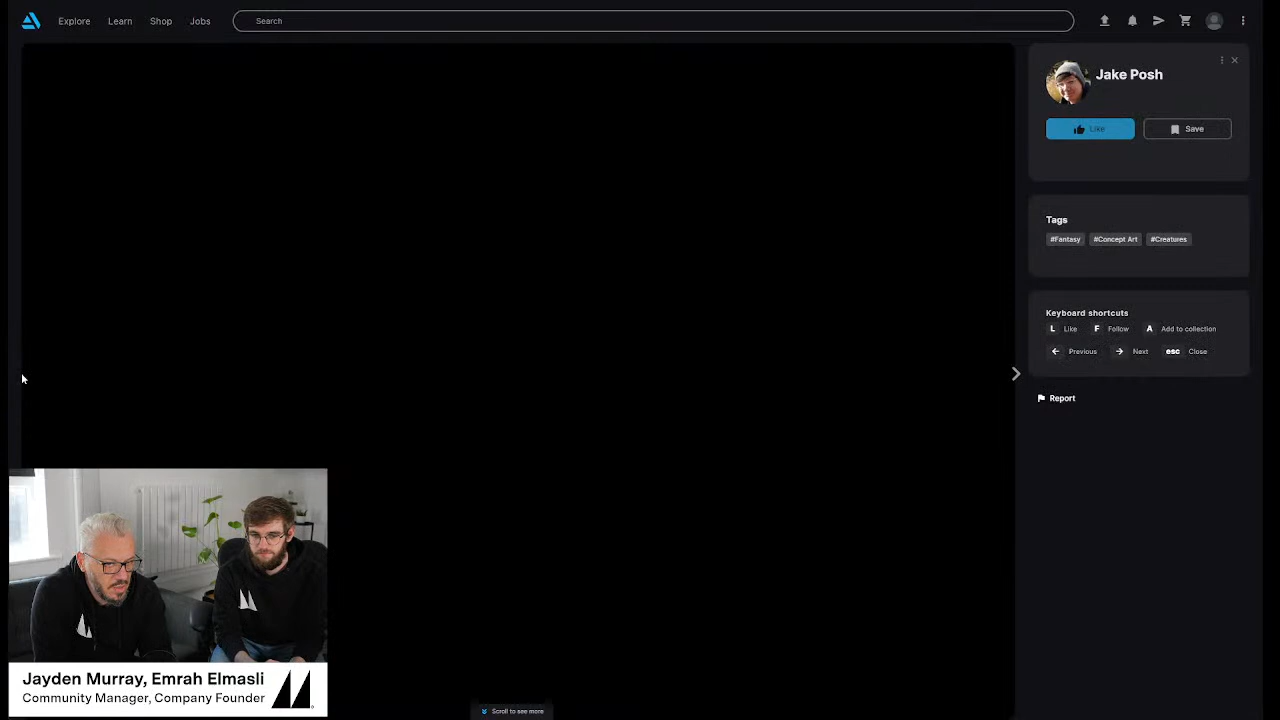 Explore Learn Shop Jobs Search
Jake Posh
Like Save
Tags
#Fantasy #Concept Art #Creatures
Keyboard shortcuts
L Like F Follow A Add to collection
Previous Next esc Close
Report
Jayden Murray, Emrah Elmasli
Community Manager, Company Founder
Scroll to see more